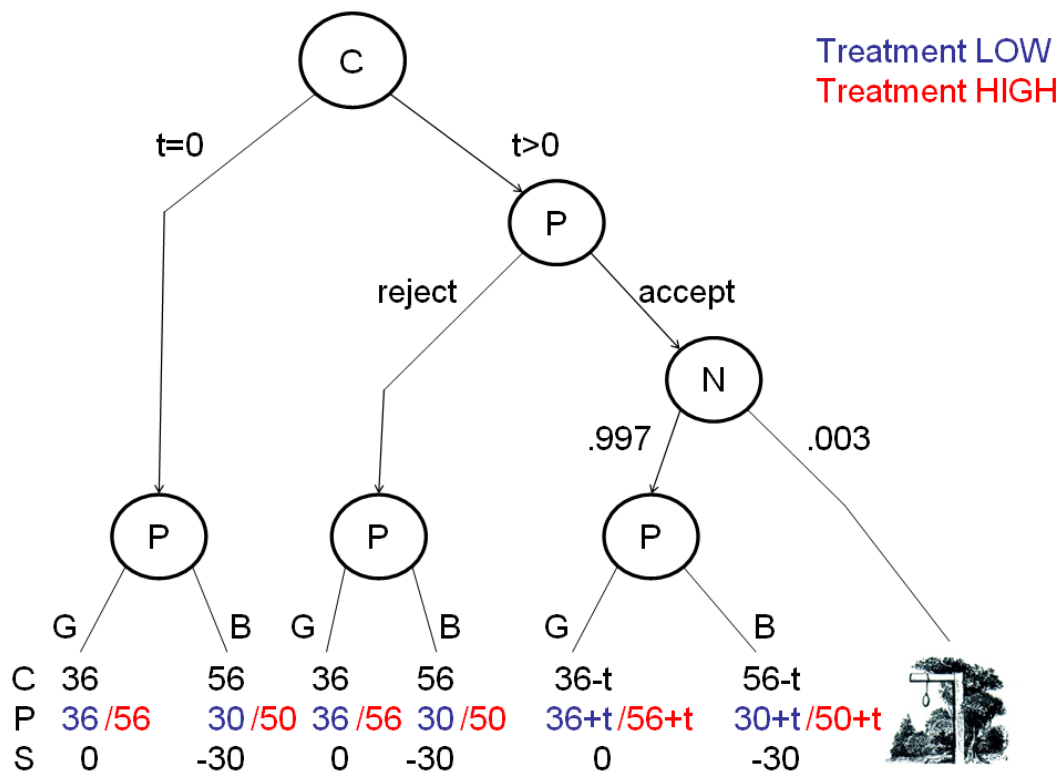 C
Treatment LOW
Treatment HIGH
t=0
t>0
P
reject
accept
N
.997
.003
P P P
G B G B G B
C 36 56 36 56 36-t 56-t
P 36 /56 30 /50 36 /56 30 /50 36+t /56+t 30+t /50+t
S 0 -30 0 -30 0 -30